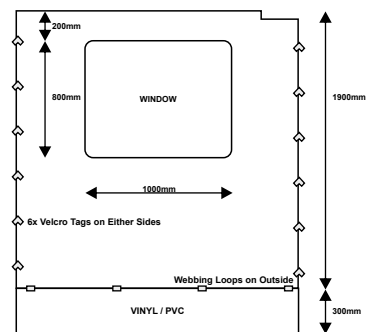 200mm
800mm
WINDOW
1900mm
1000mm
6x Velcro Tags on Either Sides
Webbing Loops on Outside
VINYL / PVC
300mm